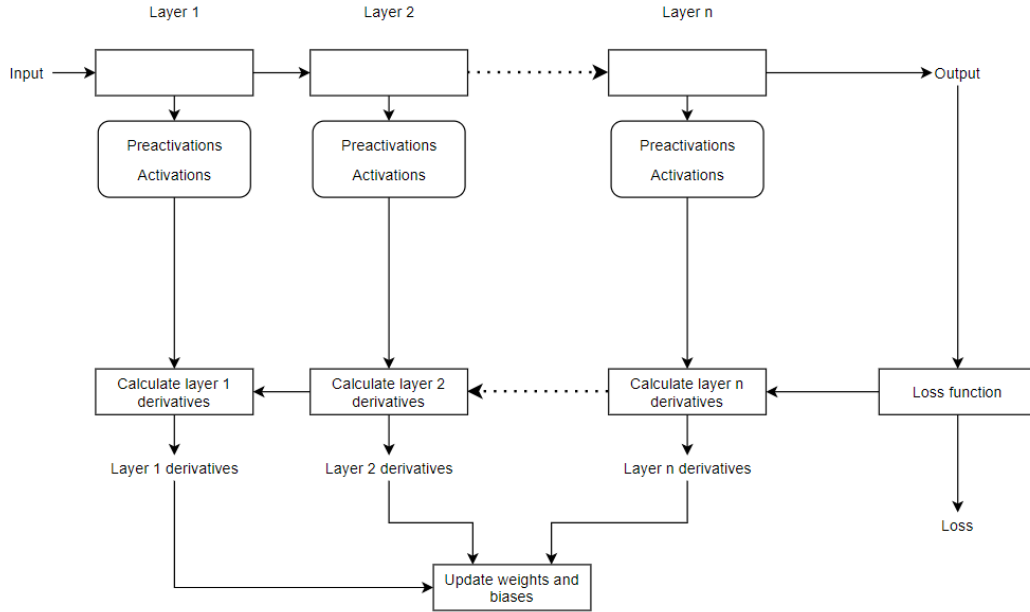 Layer 1
Layer 2
Layer n
Input
Output
Preactivations
Activations
Preactivations
Activations
Preactivations
Activations
Calculate layer 1
derivatives
Calculate layer 2
derivatives
Calculate layer n
derivatives
Loss function
Layer 1 derivatives
Layer 2 derivatives
Layer n derivatives
Loss
Update weights and
biases